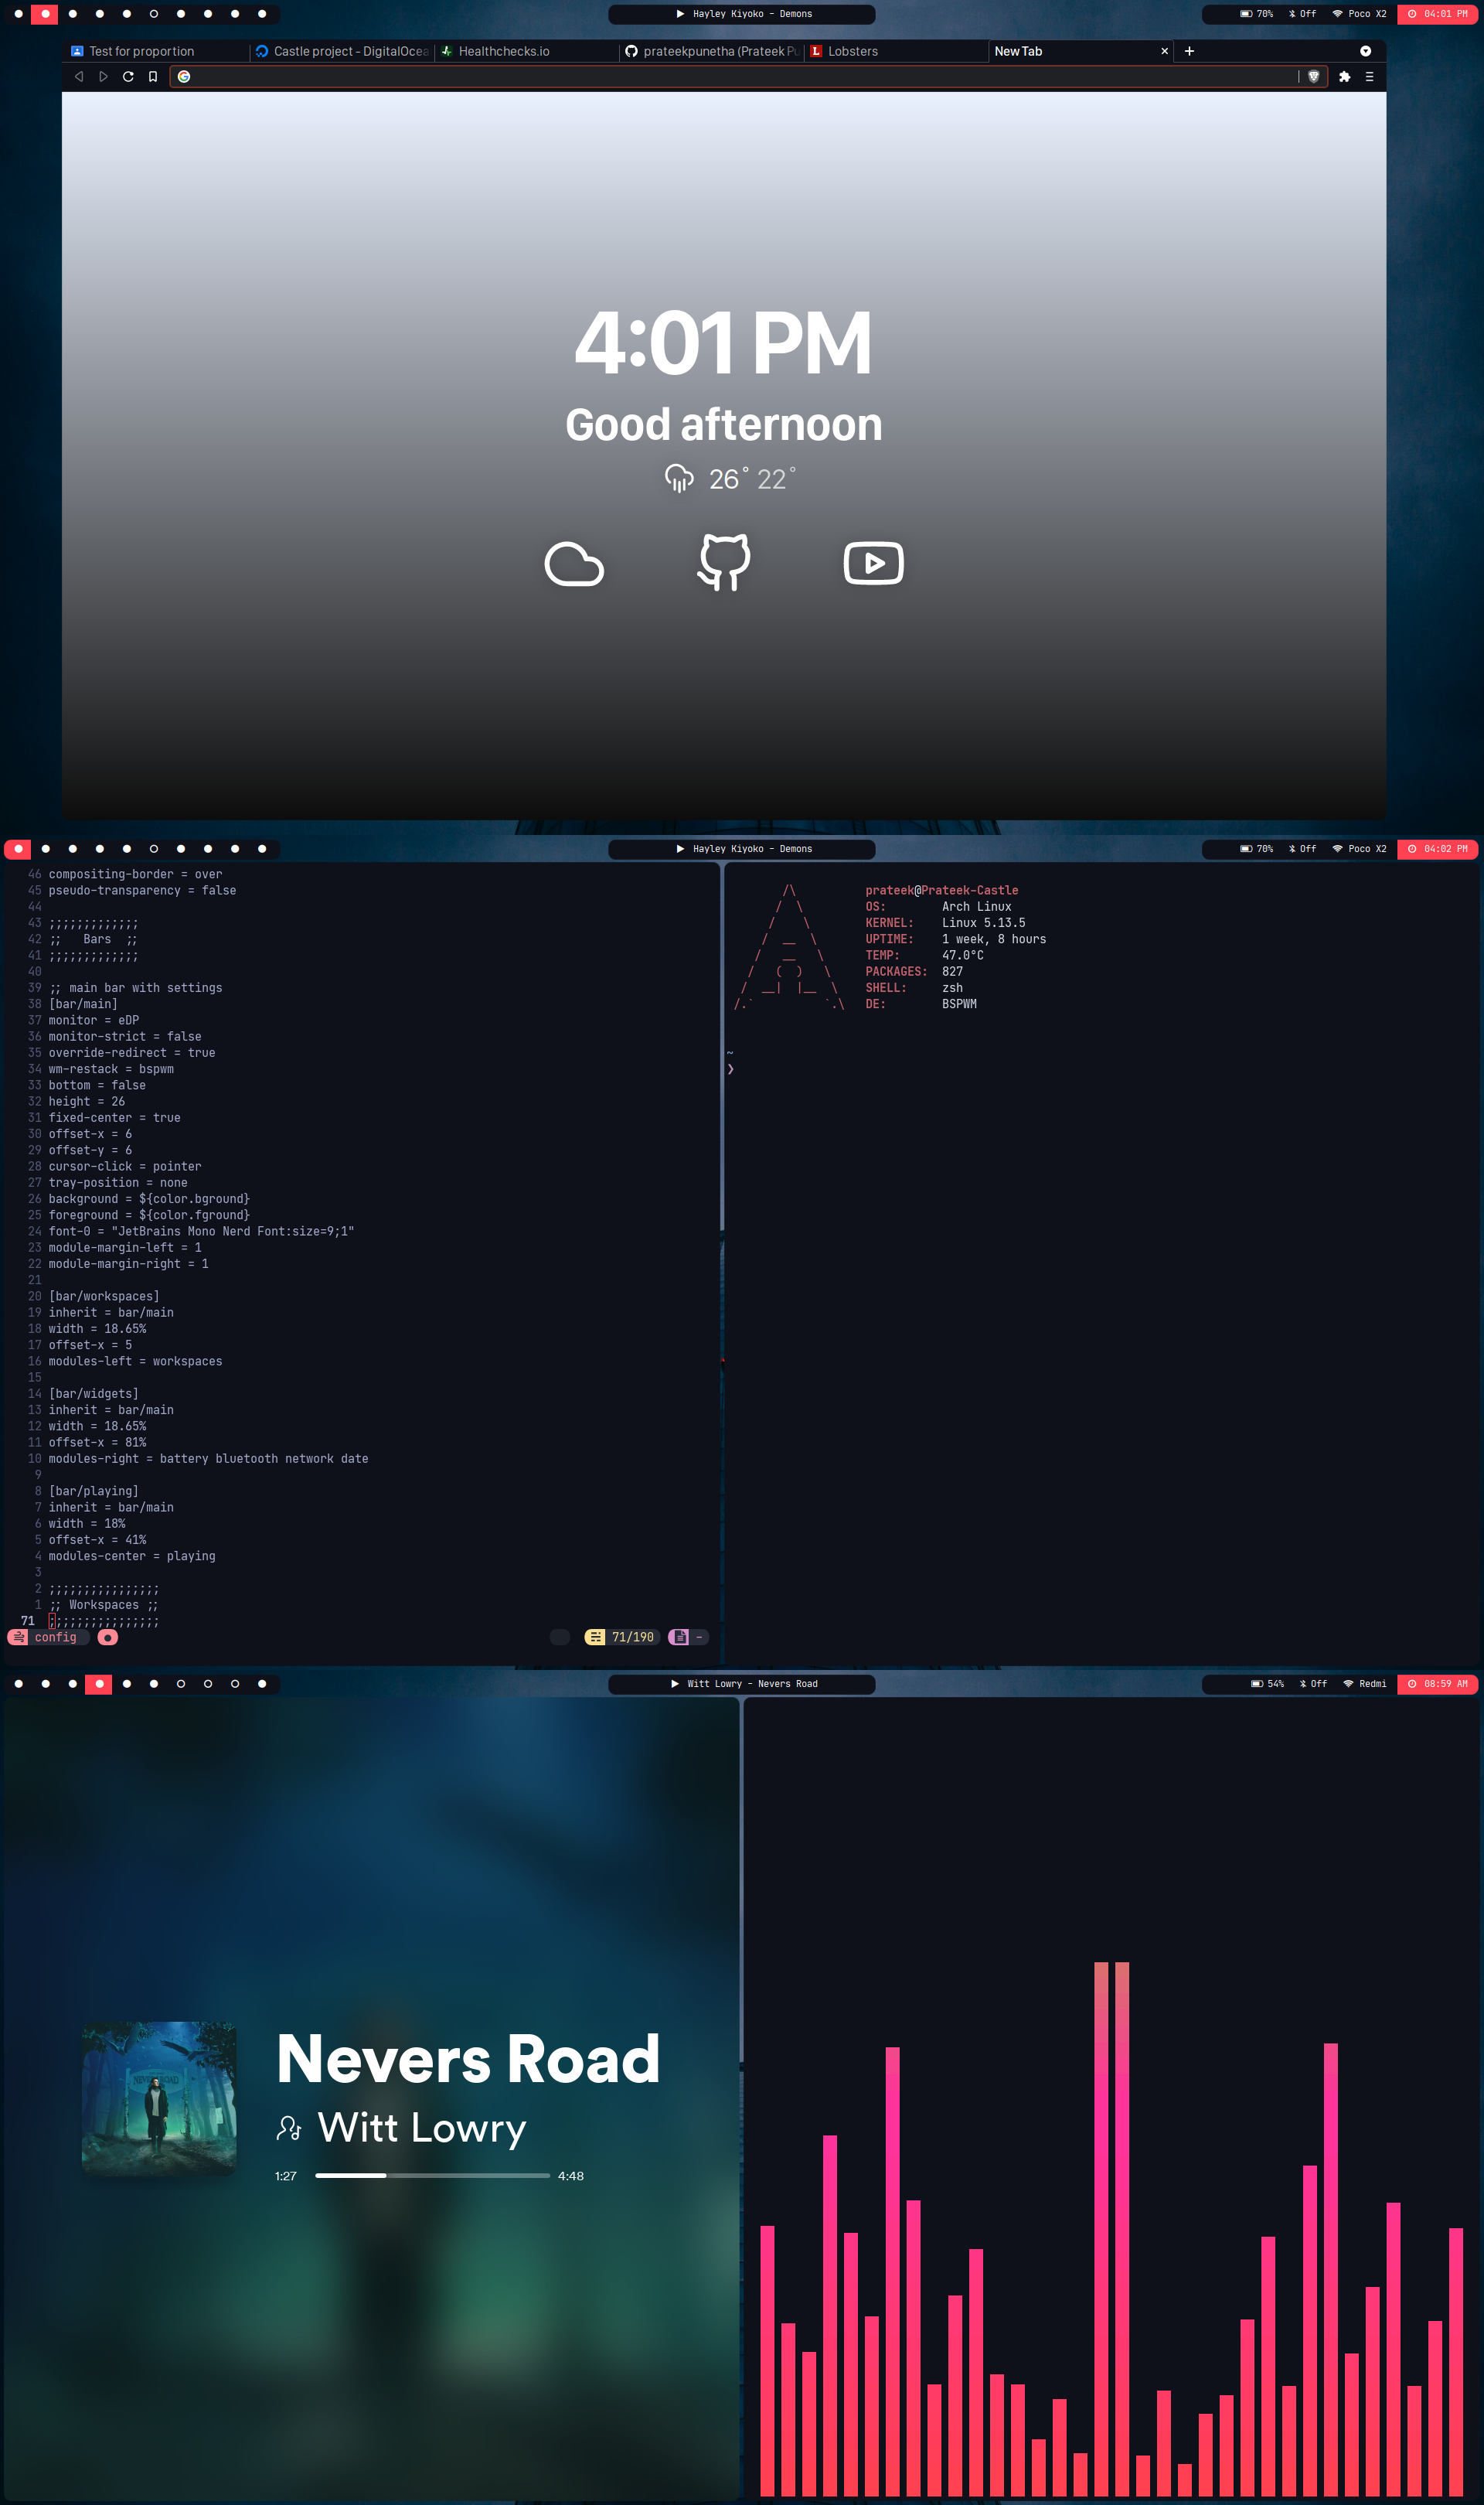 Hayley Kiyoko - Demons
70% Off Poco X2 04:01 PM
Test for proportion Castle project - DigitalOcea Healthchecks.io prateekpunetha (Prateek Pu Lobsters New Tab
4:01 PM
Good afternoon
26° 22°
Hayley Kiyoko - Demons
70% Off Poco X2 04:02 PM
46 compositing-border = over
45 pseudo-transparency = false
44
43 ;;;;;;;;;;;;;
42 ;; Bars ;;
41 ;;;;;;;;;;;;;
40
39 ;; main bar with settings
38 [bar/main]
37 monitor = eDP
36 monitor-strict = false
35 override-redirect = true
34 wm-restack = bspwm
33 bottom = false
32 height = 26
31 fixed-center = true
30 offset-x = 6
29 offset-y = 6
28 cursor-click = pointer
27 tray-position = none
26 background = ${color.bground}
25 foreground = ${color.fground}
24 font-0 = "JetBrains Mono Nerd Font:size=9;1"
23 module-margin-left = 1
22 module-margin-right = 1
21
20 [bar/workspaces]
19 inherit = bar/main
18 width = 18.65%
17 offset-x = 5
16 modules-left = workspaces
15
14 [bar/widgets]
13 inherit = bar/main
12 width = 18.65%
11 offset-x = 81%
10 modules-right = battery bluetooth network date
9
8 [bar/playing]
7 inherit = bar/main
6 width = 18%
5 offset-x = 41%
4 modules-center = playing
3
2 ;;;;;;;;;;;;;;;;
1 ;; Workspaces ;;
71 ;;;;;;;;;;;;;;;;
config 71/190 -
prateek@Prateek-Castle
OS: Arch Linux
KERNEL: Linux 5.13.5
UPTIME: 1 week, 8 hours
TEMP: 47.0°C
PACKAGES: 827
SHELL: zsh
DE: BSPWM
~
❯
Witt Lowry - Nevers Road
54% Off Redmi 08:59 AM
NEVERS ROAD
Nevers Road
Witt Lowry
1:27 4:48